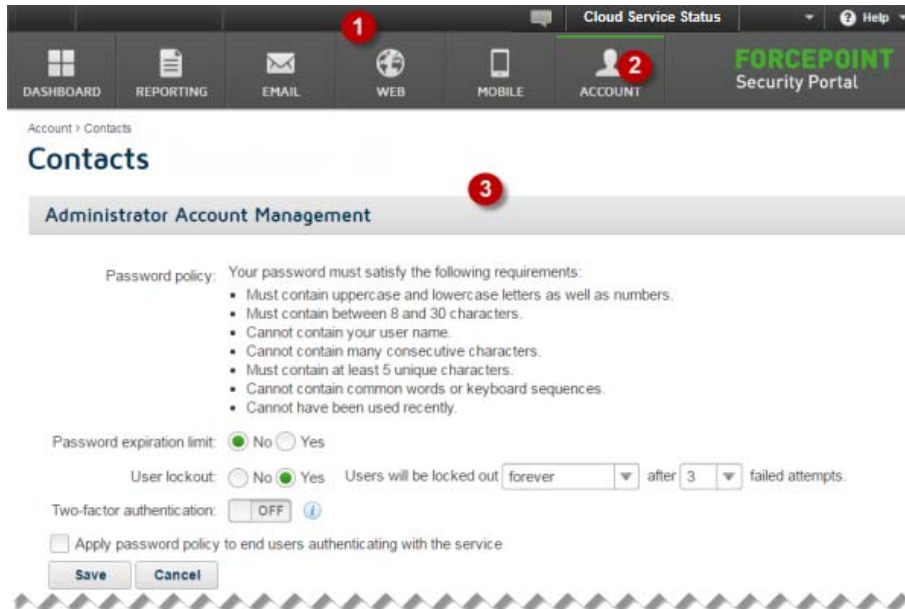 1
Cloud Service Status
Help
DASHBOARD
REPORTING
EMAIL
WEB
MOBILE
ACCOUNT
2
FORCEPOINT
Security Portal
Account > Contacts
Contacts
3
Administrator Account Management
Password policy: Your password must satisfy the following requirements:
• Must contain uppercase and lowercase letters as well as numbers.
• Must contain between 8 and 30 characters.
• Cannot contain your user name.
• Cannot contain many consecutive characters.
• Must contain at least 5 unique characters.
• Cannot contain common words or keyboard sequences.
• Cannot have been used recently.
Password expiration limit: No Yes
User lockout: No Yes Users will be locked out forever after 3 failed attempts.
Two-factor authentication: OFF i
Apply password policy to end users authenticating with the service
Save Cancel